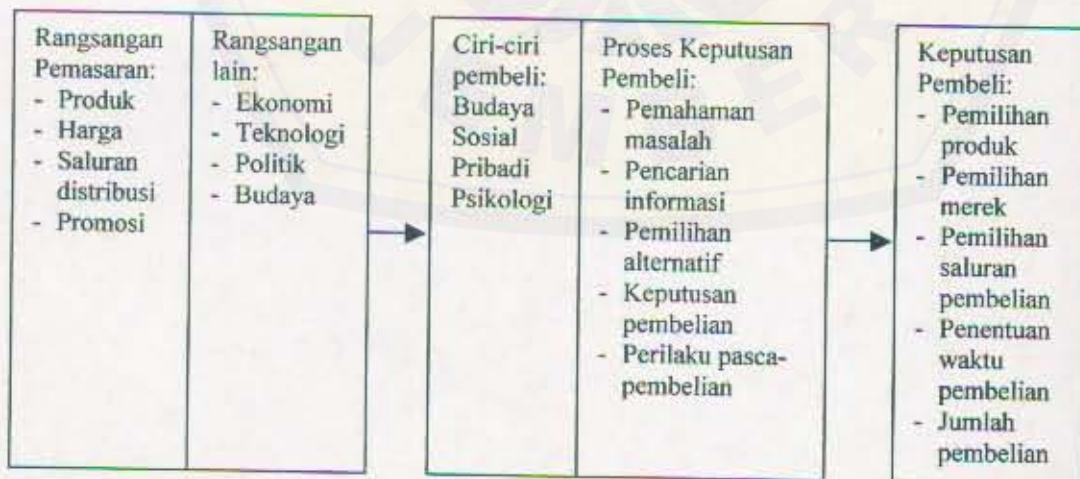 Rangsangan
Pemasaran:
- Produk
- Harga
- Saluran
distribusi
- Promosi
Rangsangan
lain:
- Ekonomi
- Teknologi
- Politik
- Budaya
Ciri-ciri
pembeli:
Budaya
Sosial
Pribadi
Psikologi
Proses Keputusan
Pembeli:
- Pemahaman
masalah
- Pencarian
informasi
- Pemilihan
alternatif
- Keputusan
pembelian
- Perilaku pasca-
pembelian
Keputusan
Pembeli:
- Pemilihan
produk
- Pemilihan
merek
- Pemilihan
saluran
pembelian
- Penentuan
waktu
pembelian
- Jumlah
pembelian